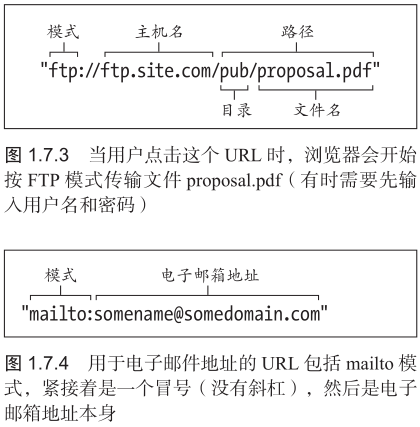 模式 主机名 路径
"ftp://ftp.site.com/pub/proposal.pdf"
目录 文件名
图 1.7.3 当用户点击这个 URL 时，浏览器会开始
按 FTP 模式传输文件 proposal.pdf（有时需要先输
入用户名和密码）
模式 电子邮箱地址
"mailto:somename@somedomain.com"
图 1.7.4 用于电子邮件地址的 URL 包括 mailto 模
式，紧接着是一个冒号（没有斜杠），然后是电子
邮箱地址本身